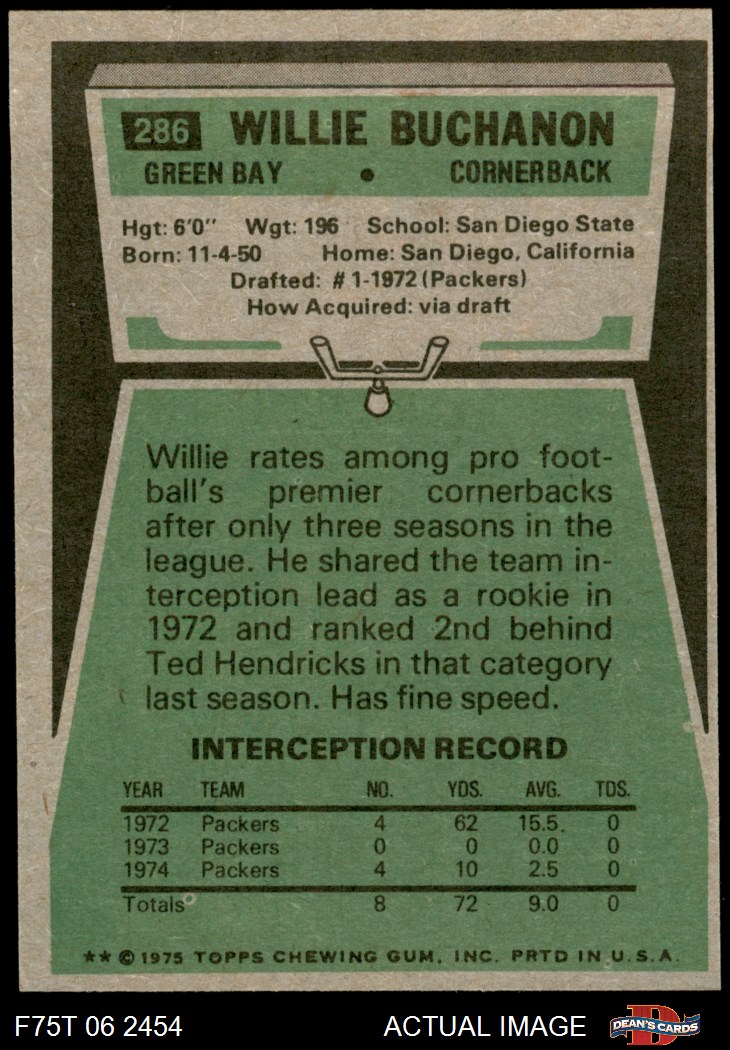 286 WILLIE BUCHANON
GREEN BAY • CORNERBACK
Hgt: 6'0" Wgt: 196 School: San Diego State
Born: 11-4-50 Home: San Diego, California
Drafted: #1-1972 (Packers)
How Acquired: via draft
Willie rates among pro foot-
ball's premier cornerbacks
after only three seasons in the
league. He shared the team in-
terception lead as a rookie in
1972 and ranked 2nd behind
Ted Hendricks in that category
last season. Has fine speed.
INTERCEPTION RECORD
YEAR TEAM NO. YDS. AVG. TDS.
1972 Packers 4 62 15.5. 0
1973 Packers 0 0 0.0 0
1974 Packers 4 10 2.5 0
Totals 8 72 9.0 0
** © 1975 TOPPS CHEWING GUM, INC. PRTD IN U.S.A.
F75T 06 2454 ACTUAL IMAGE DEAN'S CARDS